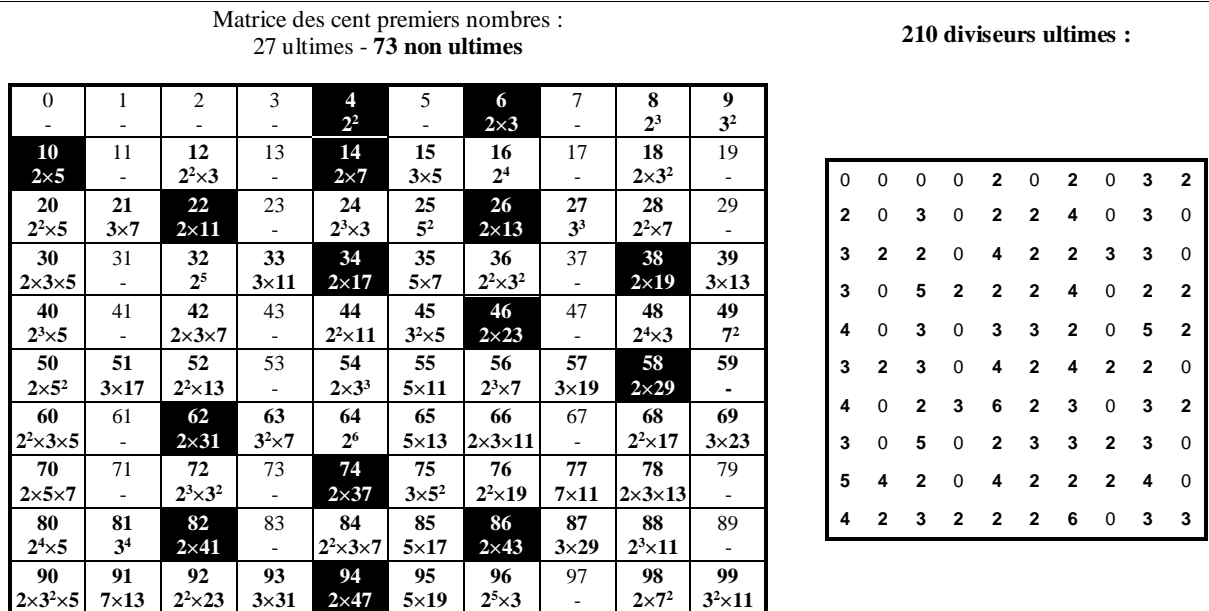 Matrice des cent premiers nombres :
27 ultimes - 73 non ultimes
210 diviseurs ultimes :
0 1 2 3 4 5 6 7 8 9
- - - - 2² - 2×3 - 2³ 3²
10 11 12 13 14 15 16 17 18 19
2×5 - 2²×3 - 2×7 3×5 2⁴ - 2×3² -
20 21 22 23 24 25 26 27 28 29
2²×5 3×7 2×11 - 2³×3 5² 2×13 3³ 2²×7 -
30 31 32 33 34 35 36 37 38 39
2×3×5 - 2⁵ 3×11 2×17 5×7 2²×3² - 2×19 3×13
40 41 42 43 44 45 46 47 48 49
2³×5 - 2×3×7 - 2²×11 3²×5 2×23 - 2⁴×3 7²
50 51 52 53 54 55 56 57 58 59
2×5² 3×17 2²×13 - 2×3³ 5×11 2³×7 3×19 2×29 -
60 61 62 63 64 65 66 67 68 69
2²×3×5 - 2×31 3²×7 2⁶ 5×13 2×3×11 - 2²×17 3×23
70 71 72 73 74 75 76 77 78 79
2×5×7 - 2³×3² - 2×37 3×5² 2²×19 7×11 2×3×13 -
80 81 82 83 84 85 86 87 88 89
2⁴×5 3⁴ 2×41 - 2²×3×7 5×17 2×43 3×29 2³×11 -
90 91 92 93 94 95 96 97 98 99
2×3²×5 7×13 2²×23 3×31 2×47 5×19 2⁵×3 - 2×7² 3²×11
0 0 0 0 2 0 2 0 3 2
2 0 3 0 2 2 4 0 3 0
3 2 2 0 4 2 2 3 3 0
3 0 5 2 2 2 4 0 2 2
4 0 3 0 3 3 2 0 5 2
3 2 3 0 4 2 4 2 2 0
4 0 2 3 6 2 3 0 3 2
3 0 5 0 2 3 3 2 3 0
5 4 2 0 4 2 2 2 4 0
4 2 3 2 2 2 6 0 3 3